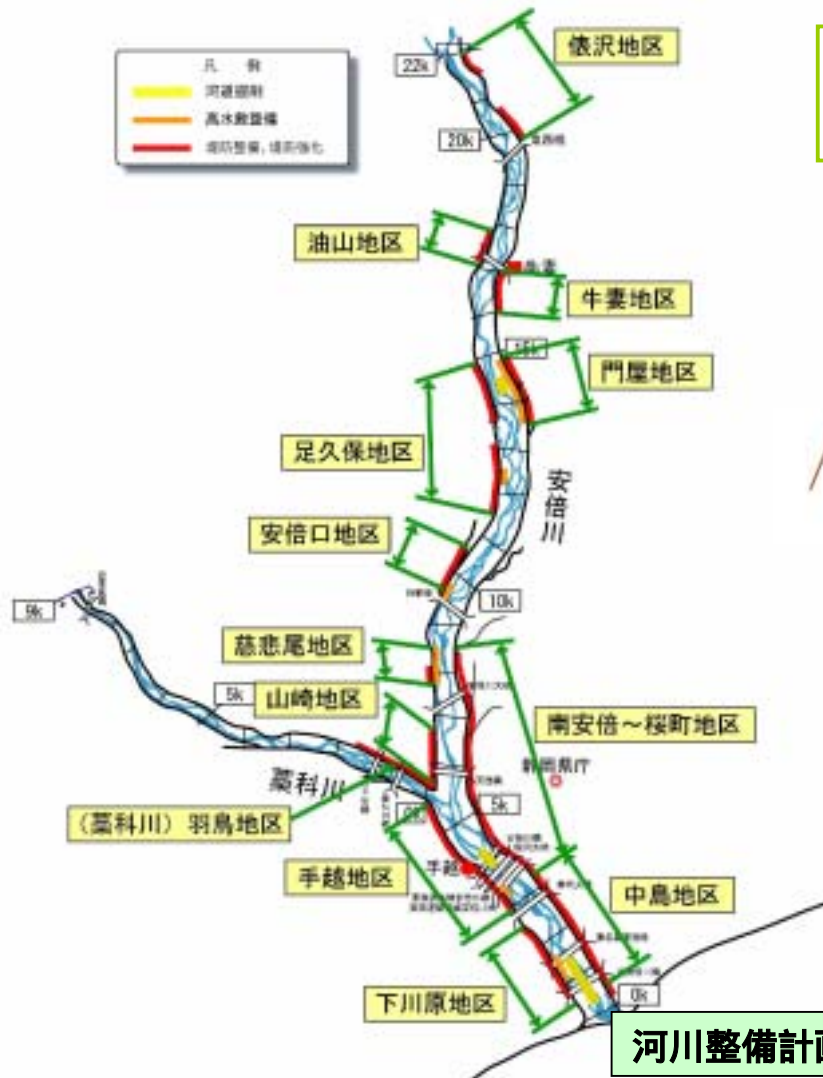 俵沢地区
凡例
河道掘削
高水敷整備
堤防整備，堤防強化
22k
20k
油山地区
牛妻
牛妻地区
15k
門屋地区
足久保地区
安倍川
安倍口地区
10k
9k
慈悲尾地区
5k
山崎地区
南安倍～桜町地区
静岡県庁
藁科川
0k
5k
（藁科川）羽鳥地区
手越
手越地区
中島地区
0k
下川原地区
河川整備計画